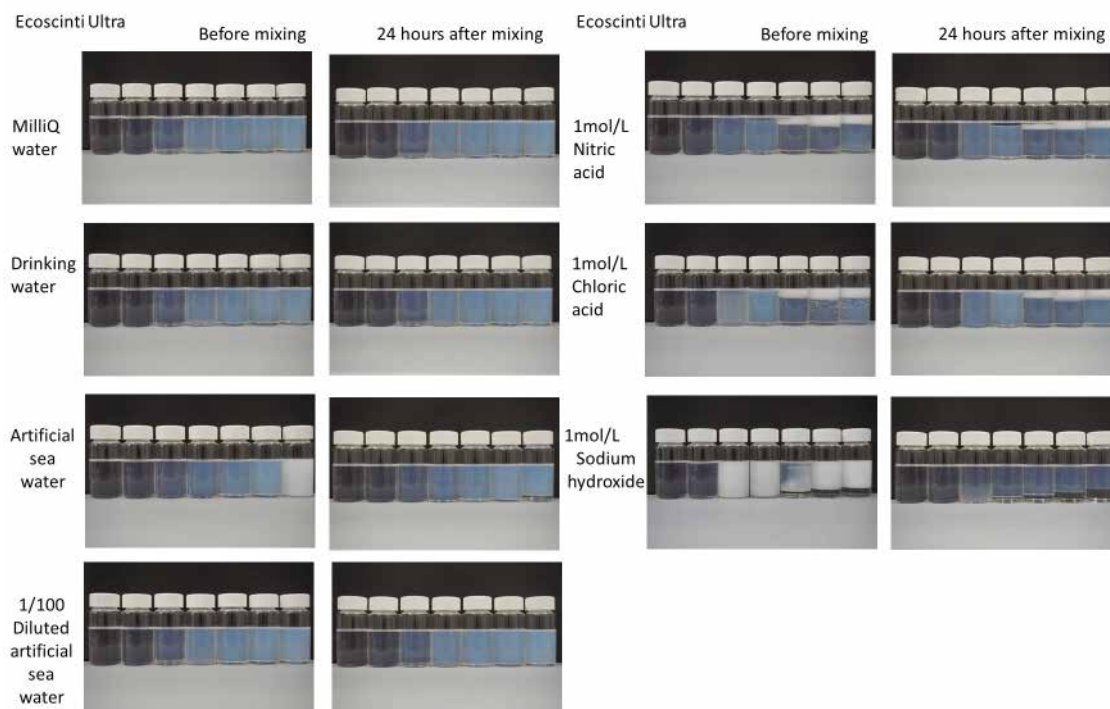 Ecoscinti Ultra
Before mixing
24 hours after mixing
MilliQ
water
Drinking
water
Artificial
sea
water
1/100
Diluted
artificial
sea
water
Ecoscinti Ultra
Before mixing
24 hours after mixing
1mol/L
Nitric
acid
1mol/L
Chloric
acid
1mol/L
Sodium
hydroxide